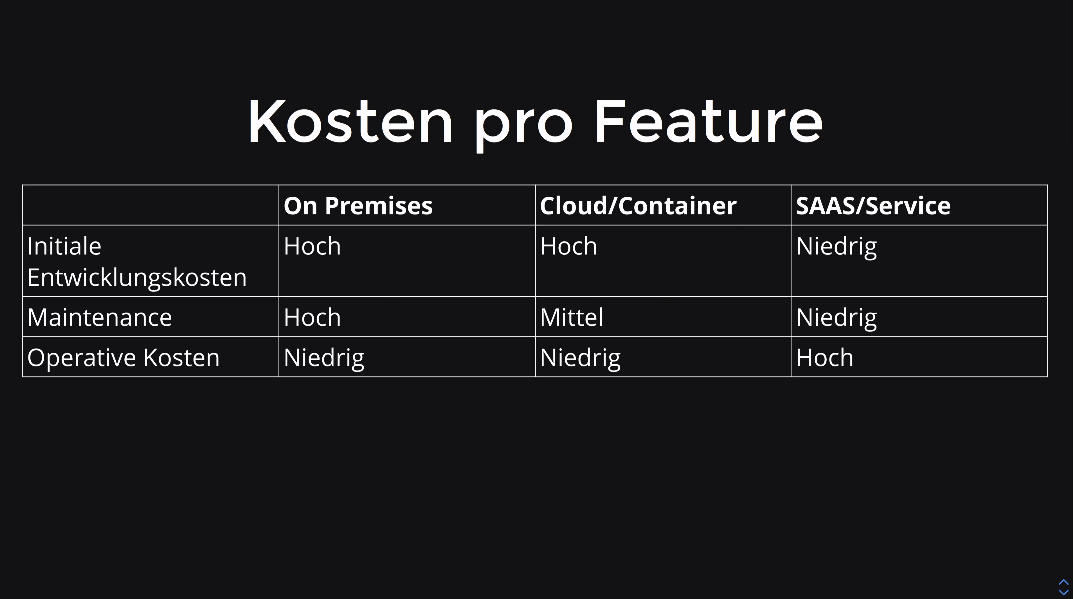 Kosten pro Feature
On Premises Cloud/Container SAAS/Service
Initiale Hoch Hoch Niedrig
Entwicklungskosten
Maintenance Hoch Mittel Niedrig
Operative Kosten Niedrig Niedrig Hoch